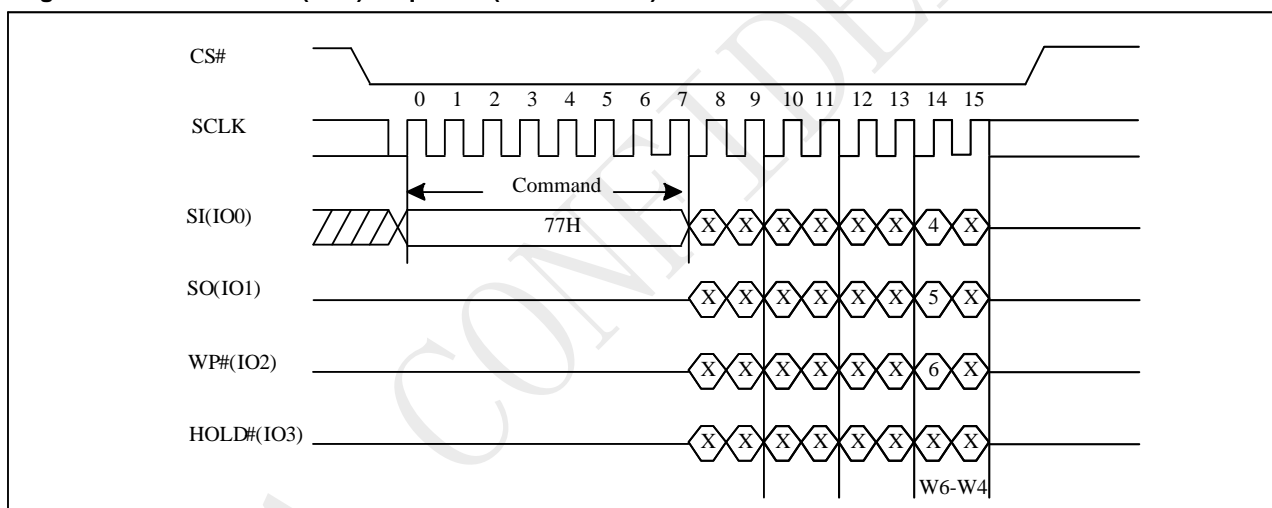 CS#
0 1 2 3 4 5 6 7 8 9 10 11 12 13 14 15
SCLK
Command
SI(IO0) 77H X X X X X X 4 X
SO(IO1) X X X X X X 5 X
WP#(IO2) X X X X X X 6 X
HOLD#(IO3) X X X X X X X X
W6-W4